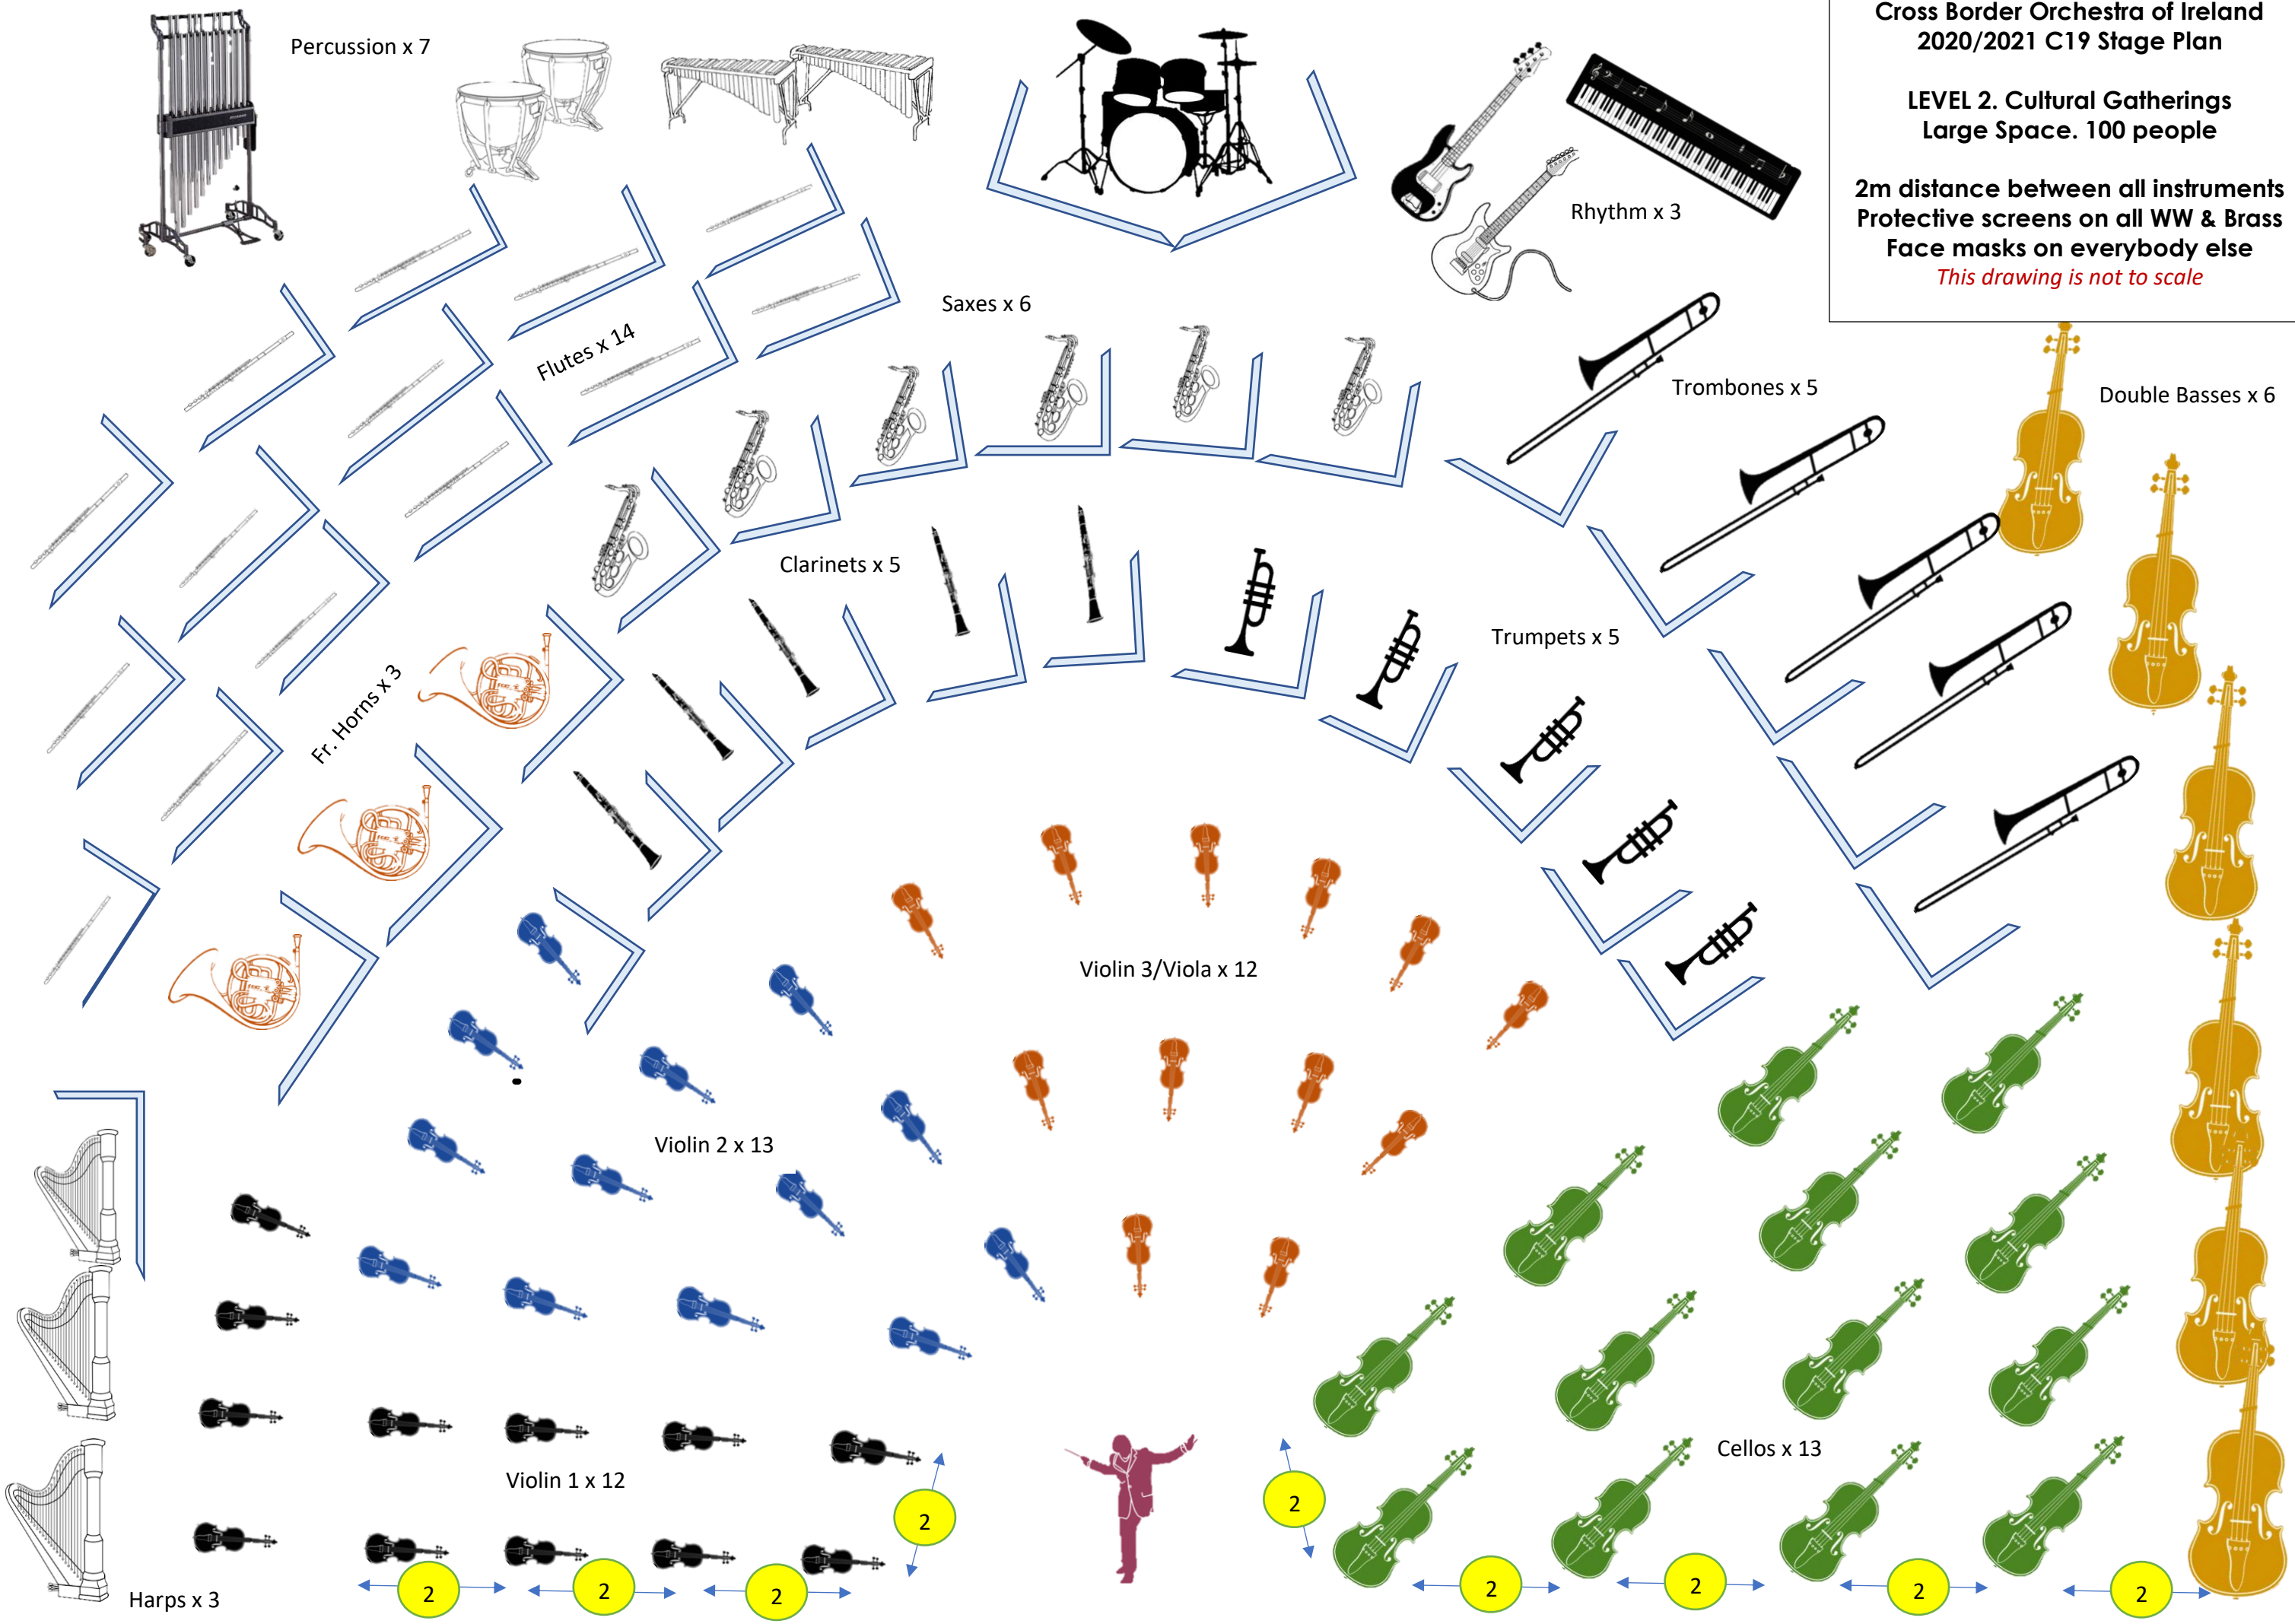 Cross Border Orchestra of Ireland
2020/2021 C19 Stage Plan
LEVEL 2. Cultural Gatherings
Large Space. 100 people
2m distance between all instruments
Protective screens on all WW & Brass
Face masks on everybody else
This drawing is not to scale
Percussion x 7
Rhythm x 3
Saxes x 6
Flutes x 14
Trombones x 5
Double Basses x 6
Clarinets x 5
Trumpets x 5
Fr. Horns x 3
Violin 3/Viola x 12
Violin 2 x 13
Cellos x 13
Violin 1 x 12
2
2
Harps x 3
2
2
2
2
2
2
2